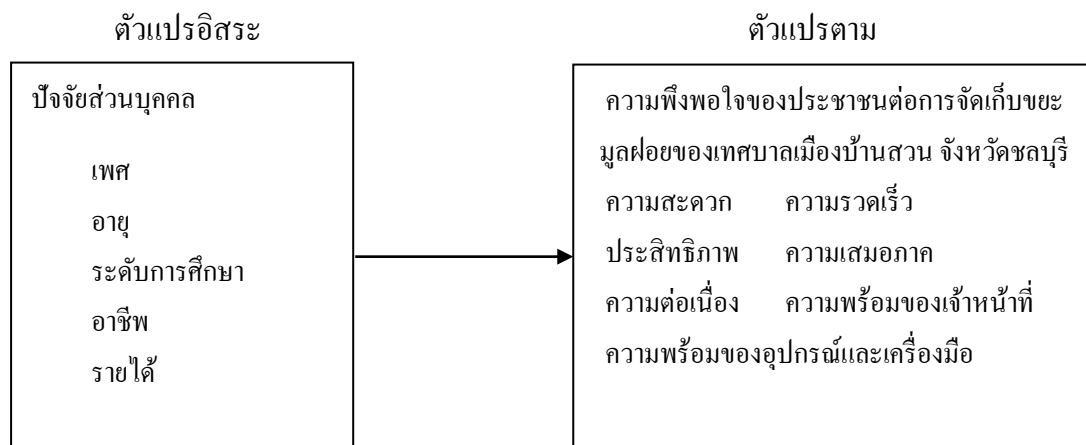 ตัวแปรอิสระ
ปัจจัยส่วนบุคคล
เพศ
อายุ
ระดับการศึกษา
อาชีพ
รายได้
ตัวแปรตาม
ความพึงพอใจของประชาชนต่อการจัดเก็บขยะ
มูลฝอยของเทศบาลเมืองบ้านสวน จังหวัดชลบุรี
ความสะดวก ความรวดเร็ว
ประสิทธิภาพ ความเสมอภาค
ความต่อเนื่อง ความพร้อมของเจ้าหน้าที่
ความพร้อมของอุปกรณ์และเครื่องมือ